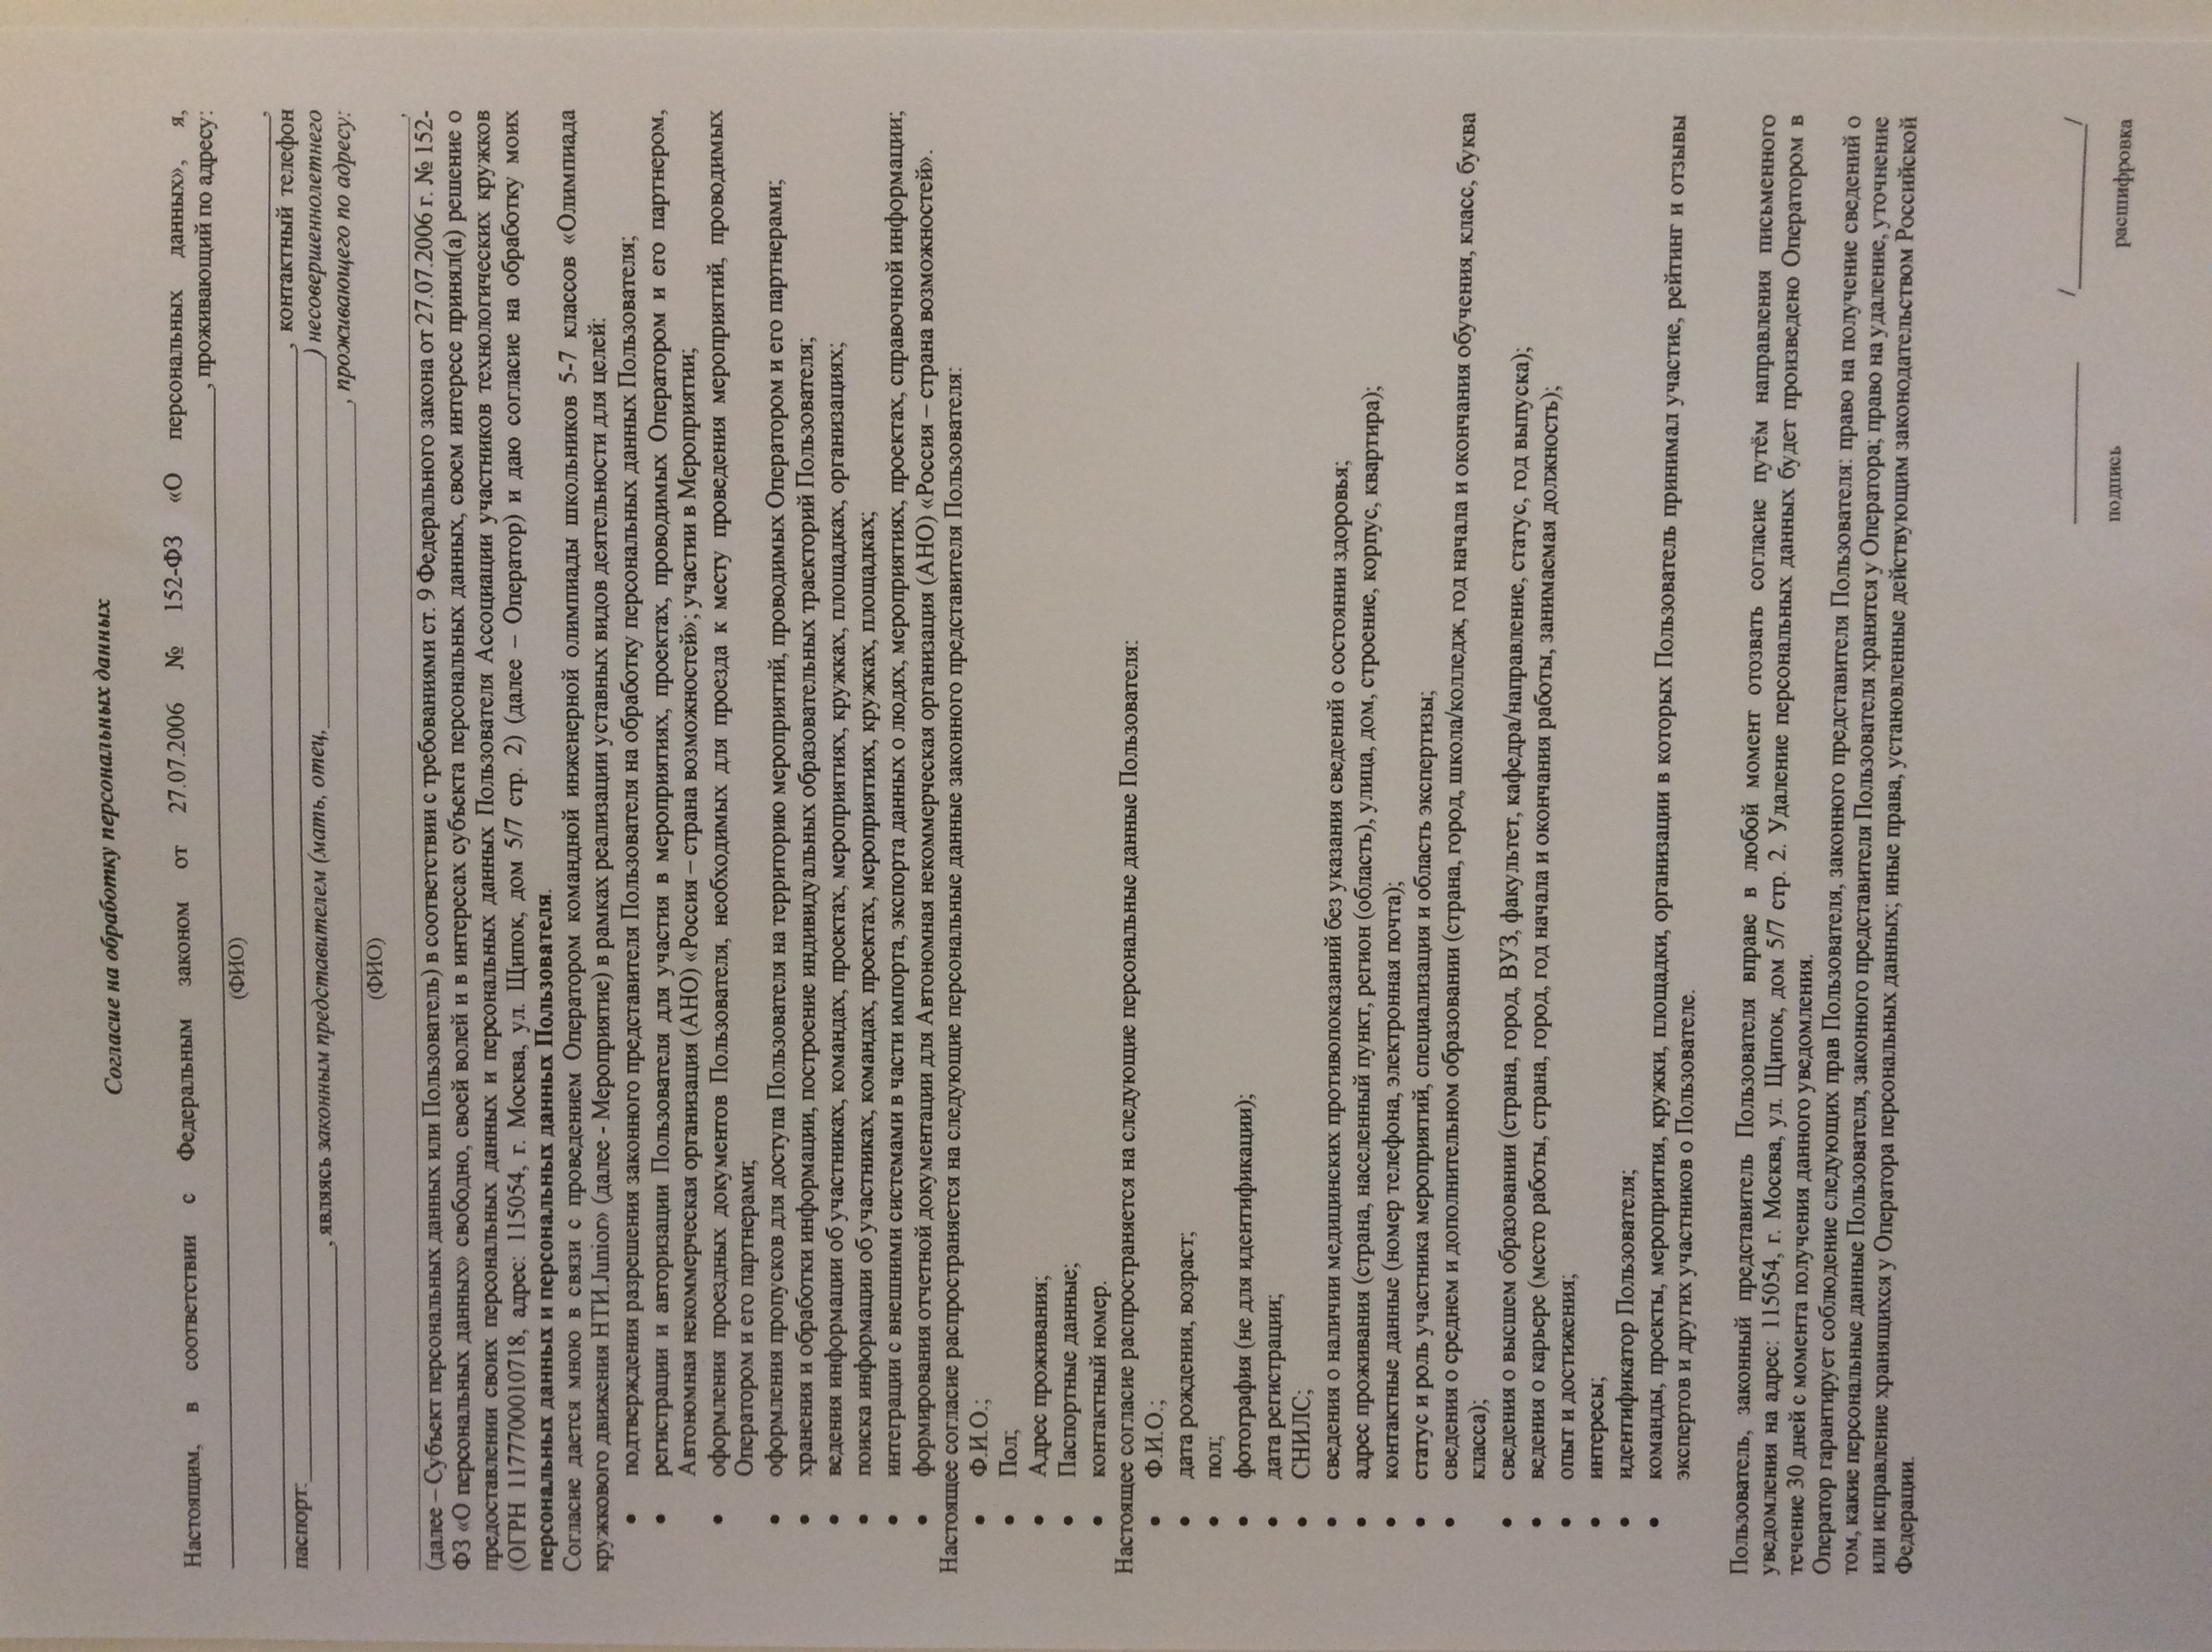 Согласие на обработку персональных данных
Настоящим, в соответствии с Федеральным законом от 27.07.2006 № 152-ФЗ «О персональных данных», я,
, проживающий по адресу:
(ФИО)
,
паспорт: , контактный телефон
, являясь законным представителем (мать, отец, ) несовершеннолетнего
, проживающего по адресу:
(ФИО)
,
(далее – Субъект персональных данных или Пользователь) в соответствии с требованиями ст. 9 Федерального закона от 27.07.2006 г. № 152-
ФЗ «О персональных данных» свободно, своей волей и в интересах субъекта персональных данных, своем интересе принял(а) решение о
предоставлении своих персональных данных и персональных данных Пользователя Ассоциации участников технологических кружков
(ОГРН 1177700010718, адрес: 115054, г. Москва, ул. Щипок, дом 5/7 стр. 2) (далее – Оператор) и даю согласие на обработку моих
персональных данных и персональных данных Пользователя.
Согласие дается мною в связи с проведением Оператором командной инженерной олимпиады школьников 5-7 классов «Олимпиада
кружкового движения НТИ.Junior» (далее - Мероприятие) в рамках реализации уставных видов деятельности для целей:
• подтверждения разрешения законного представителя Пользователя на обработку персональных данных Пользователя;
• регистрации и авторизации Пользователя для участия в мероприятиях, проектах, проводимых Оператором и его партнером,
Автономная некоммерческая организация (АНО) «Россия – страна возможностей»; участии в Мероприятии;
• оформления проездных документов Пользователя, необходимых для проезда к месту проведения мероприятий, проводимых
Оператором и его партнерами;
• оформления пропусков для доступа Пользователя на территорию мероприятий, проводимых Оператором и его партнерами;
• хранения и обработки информации, построение индивидуальных образовательных траекторий Пользователя;
• ведения информации об участниках, командах, проектах, мероприятиях, кружках, площадках, организациях;
• поиска информации об участниках, командах, проектах, мероприятиях, кружках, площадках;
• интеграции с внешними системами в части импорта, экспорта данных о людях, мероприятиях, проектах, справочной информации;
• формирования отчетной документации для Автономная некоммерческая организация (АНО) «Россия – страна возможностей».
Настоящее согласие распространяется на следующие персональные данные законного представителя Пользователя:
• Ф.И.О.;
• Пол;
• Адрес проживания;
• Паспортные данные;
• контактный номер.
Настоящее согласие распространяется на следующие персональные данные Пользователя:
• Ф.И.О.;
• дата рождения, возраст;
• пол;
• фотография (не для идентификации);
• дата регистрации;
• СНИЛС;
• сведения о наличии медицинских противопоказаний без указания сведений о состоянии здоровья;
• адрес проживания (страна, населенный пункт, регион (область), улица, дом, строение, корпус, квартира);
• контактные данные (номер телефона, электронная почта);
• статус и роль участника мероприятий, специализация и область экспертизы;
• сведения о среднем и дополнительном образовании (страна, город, школа/колледж, год начала и окончания обучения, класс, буква
класса);
• сведения о высшем образовании (страна, город, ВУЗ, факультет, кафедра/направление, статус, год выпуска);
• ведения о карьере (место работы, страна, город, год начала и окончания работы, занимаемая должность);
• опыт и достижения;
• интересы;
• идентификатор Пользователя;
• команды, проекты, мероприятия, кружки, площадки, организации в которых Пользователь принимал участие, рейтинг и отзывы
экспертов и других участников о Пользователе.
Пользователь, законный представитель Пользователя вправе в любой момент отозвать согласие путём направления письменного
уведомления на адрес: 115054, г. Москва, ул. Щипок, дом 5/7 стр. 2. Удаление персональных данных будет произведено Оператором в
течение 30 дней с момента получения данного уведомления.
Оператор гарантирует соблюдение следующих прав Пользователя, законного представителя Пользователя: право на получение сведений о
том, какие персональные данные Пользователя, законного представителя Пользователя хранятся у Оператора; право на удаление, уточнение
или исправление хранящихся у Оператора персональных данных; иные права, установленные действующим законодательством Российской
Федерации.
/ /
подпись расшифровка